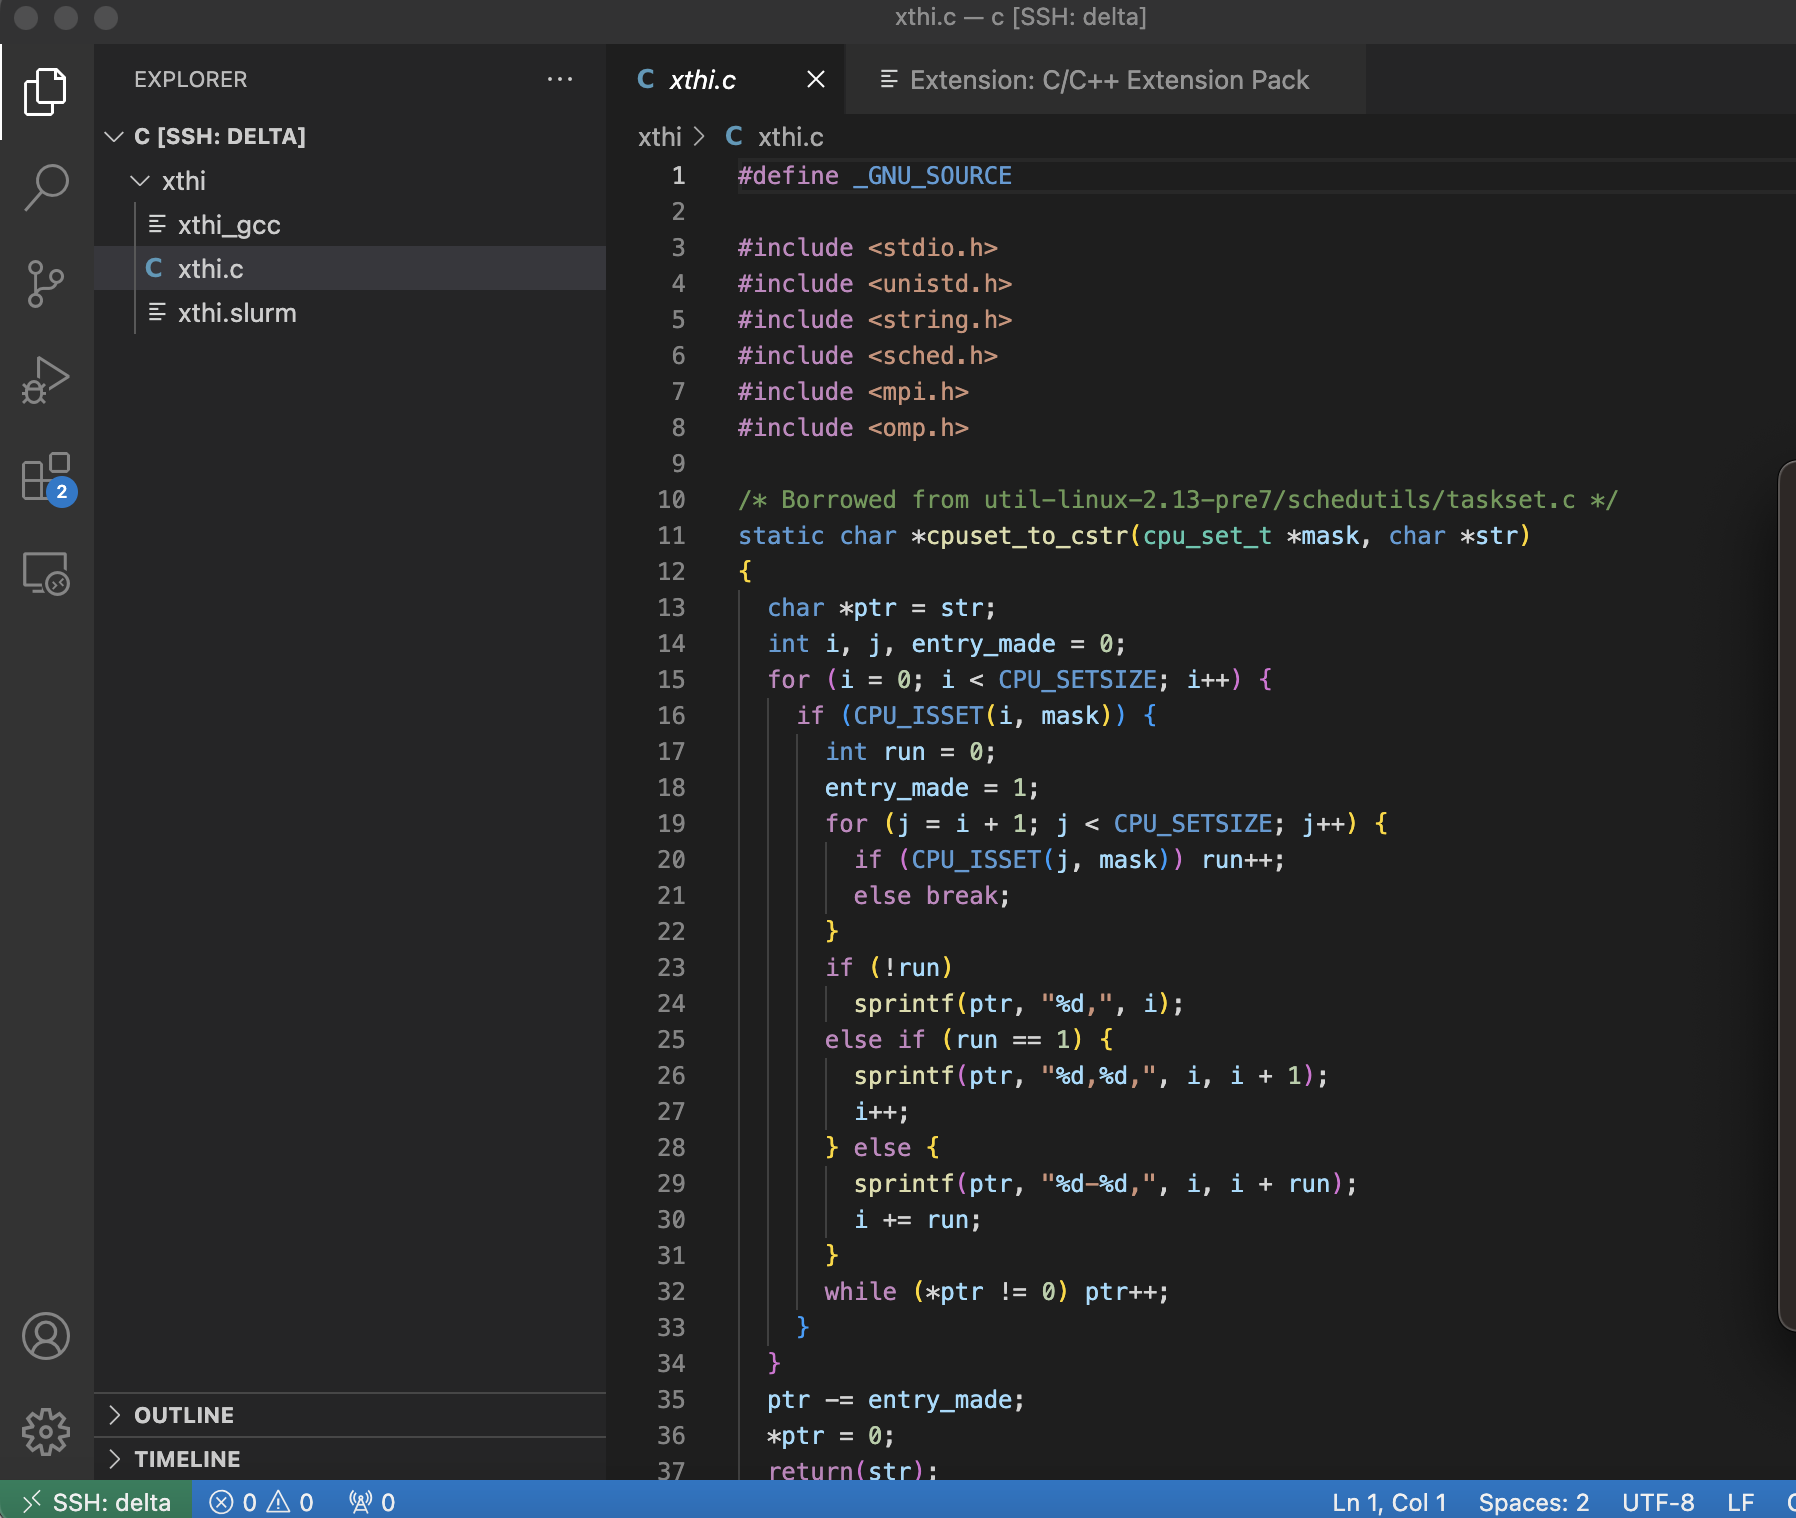 xthi.c — c [SSH: delta]
EXPLORER
C [SSH: DELTA]
xthi
xthi_gcc
C xthi.c
xthi.slurm
OUTLINE
TIMELINE
2
C xthi.c
Extension: C/C++ Extension Pack
xthi > C xthi.c
1 #define _GNU_SOURCE
2
3 #include <stdio.h>
4 #include <unistd.h>
5 #include <string.h>
6 #include <sched.h>
7 #include <mpi.h>
8 #include <omp.h>
9
10 /* Borrowed from util-linux-2.13-pre7/schedutils/taskset.c */
11 static char *cpuset_to_cstr(cpu_set_t *mask, char *str)
12 {
13   char *ptr = str;
14   int i, j, entry_made = 0;
15   for (i = 0; i < CPU_SETSIZE; i++) {
16     if (CPU_ISSET(i, mask)) {
17       int run = 0;
18       entry_made = 1;
19       for (j = i + 1; j < CPU_SETSIZE; j++) {
20         if (CPU_ISSET(j, mask)) run++;
21         else break;
22       }
23       if (!run)
24         sprintf(ptr, "%d,", i);
25       else if (run == 1) {
26         sprintf(ptr, "%d,%d,", i, i + 1);
27         i++;
28       } else {
29         sprintf(ptr, "%d-%d,", i, i + run);
30         i += run;
31       }
32       while (*ptr != 0) ptr++;
33     }
34   }
35   ptr -= entry_made;
36   *ptr = 0;
37   return(str);
SSH: delta 0 0 0 Ln 1, Col 1 Spaces: 2 UTF-8 LF